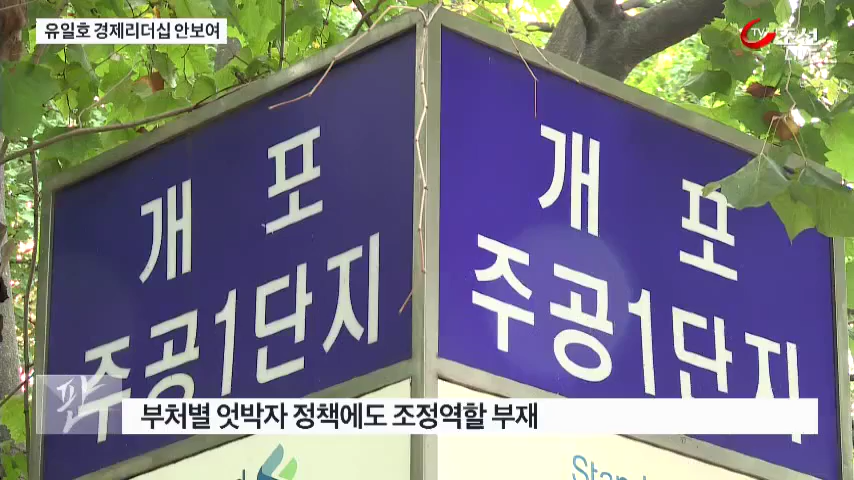 유일호 경제리더십 안보여
TV조선
개포
주공1단지
개포
주공1단지
판
부처별 엇박자 정책에도 조정역할 부재
d
Stand